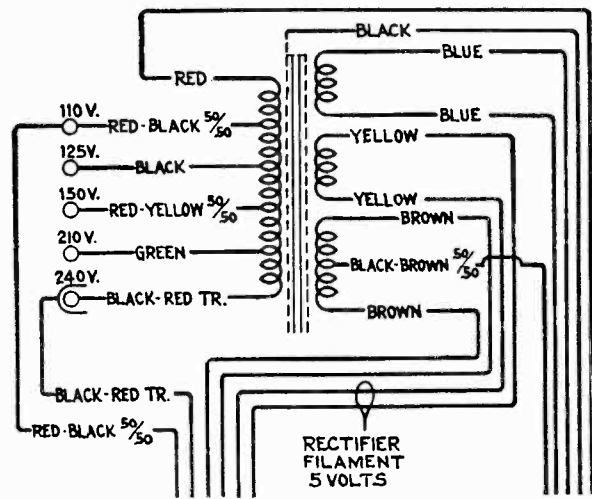 BLACK
BLUE
RED
110 V.
RED-BLACK 50/50
BLUE
YELLOW
125V.
BLACK
150V.
RED-YELLOW 50/50
YELLOW
BROWN
210 V.
GREEN
BLACK-BROWN 50/50
240V.
BLACK-RED TR.
BROWN
BLACK-RED TR.
RED-BLACK 50/50
RECTIFIER
FILAMENT
5 VOLTS